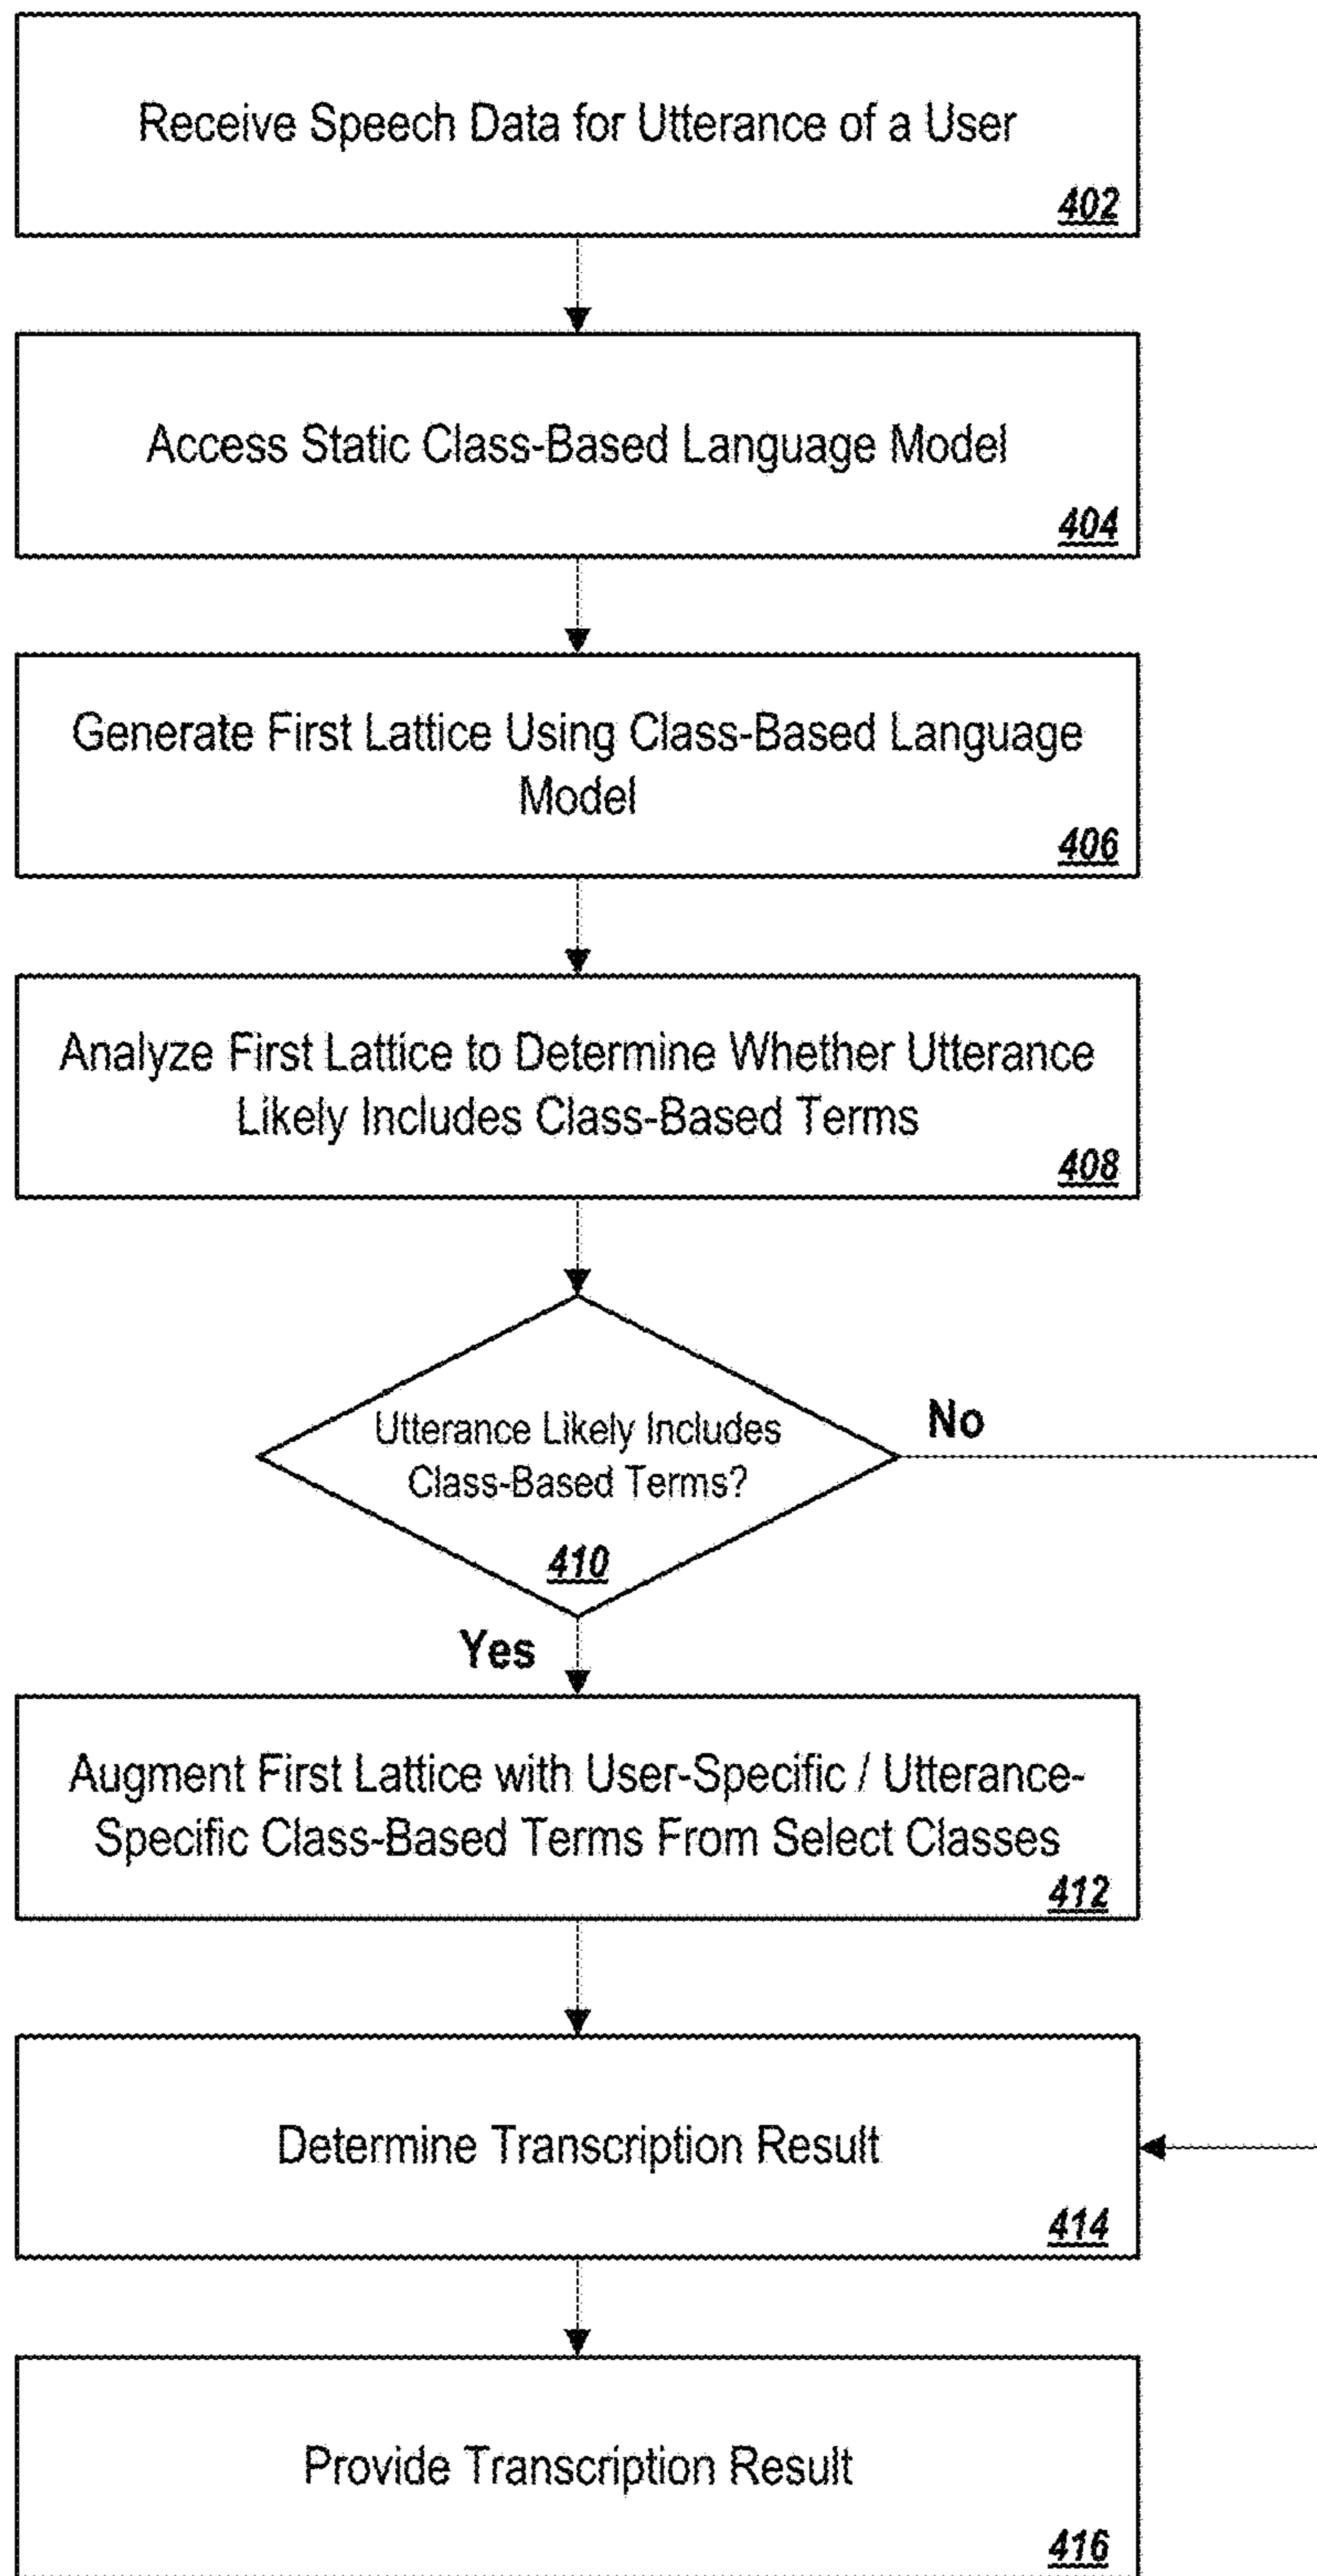 Receive Speech Data for Utterance of a User
402
Access Static Class-Based Language Model
404
Generate First Lattice Using Class-Based Language
Model
406
Analyze First Lattice to Determine Whether Utterance
Likely Includes Class-Based Terms
408
Utterance Likely Includes
Class-Based Terms?
410
No
Yes
Augment First Lattice with User-Specific / Utterance-
Specific Class-Based Terms From Select Classes
412
Determine Transcription Result
414
Provide Transcription Result
416